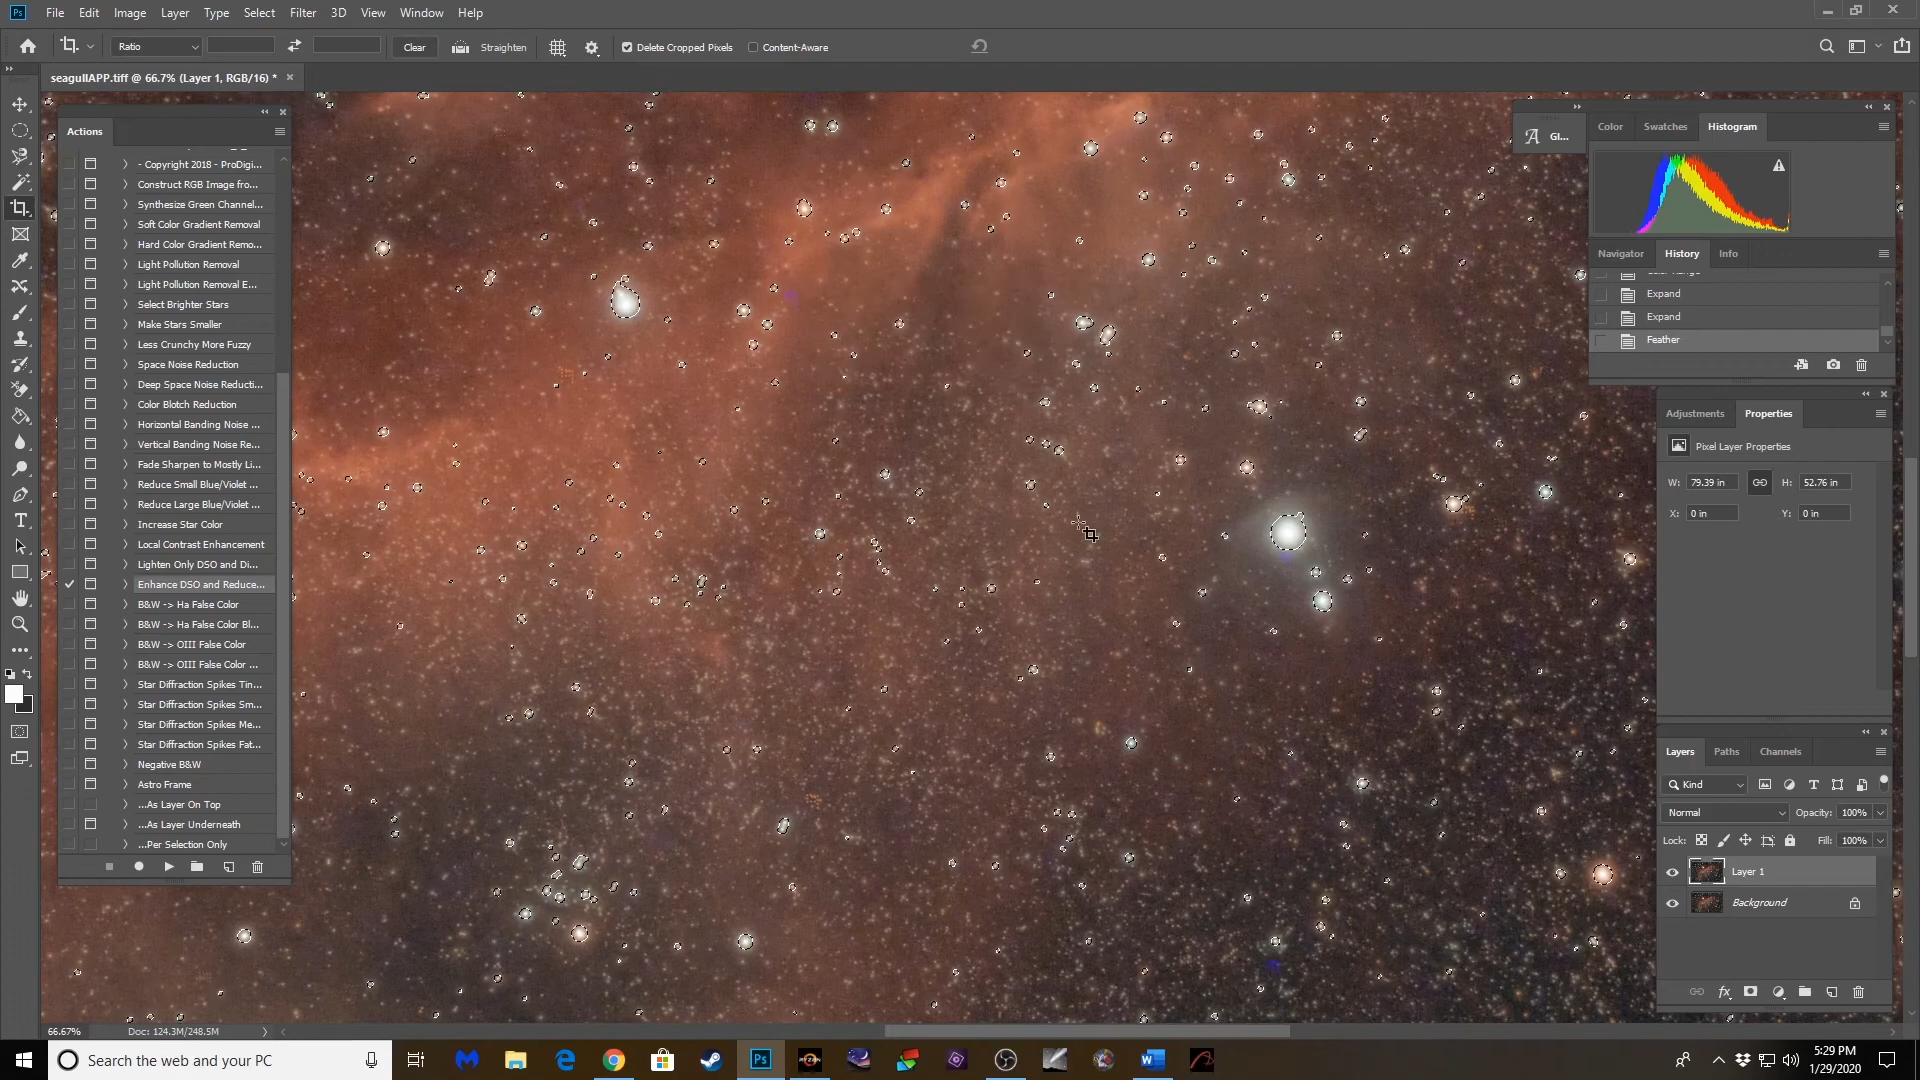 Ps File Edit Image Layer Type Select Filter 3D View Window Help
Ratio Clear Straighten Delete Cropped Pixels Content-Aware
seagullAPP.tiff @ 66.7% (Layer 1, RGB/16) *
Actions
- Copyright 2018 - ProDigi...
Construct RGB Image fro...
Synthesize Green Channel...
Soft Color Gradient Removal
Hard Color Gradient Remo...
Light Pollution Removal
Light Pollution Removal E...
Select Brighter Stars
Make Stars Smaller
Less Crunchy More Fuzzy
Space Noise Reduction
Deep Space Noise Reducti...
Color Blotch Reduction
Horizontal Banding Noise ...
Vertical Banding Noise Re...
Fade Sharpen to Mostly Li...
Reduce Small Blue/Violet ...
Reduce Large Blue/Violet ...
Increase Star Color
Local Contrast Enhancement
Lighten Only DSO and Di...
Enhance DSO and Reduce...
B&W -> Ha False Color
B&W -> Ha False Color Bl...
B&W -> OIII False Color
B&W -> OIII False Color ...
Star Diffraction Spikes Tin...
Star Diffraction Spikes Sm...
Star Diffraction Spikes Me...
Star Diffraction Spikes Fat...
Negative B&W
Astro Frame
...As Layer On Top
...As Layer Underneath
...Per Selection Only
A Gl...
Color Swatches Histogram
Navigator History Info
Expand
Expand
Feather
Adjustments Properties
Pixel Layer Properties
W: 79.39 in H: 52.76 in
X: 0 in Y: 0 in
Layers Paths Channels
Kind
Normal Opacity: 100%
Lock: Fill: 100%
Layer 1
Background
66.67% Doc: 124.3M/248.5M
Search the web and your PC
Ps
RYZEN
5:29 PM
1/29/2020